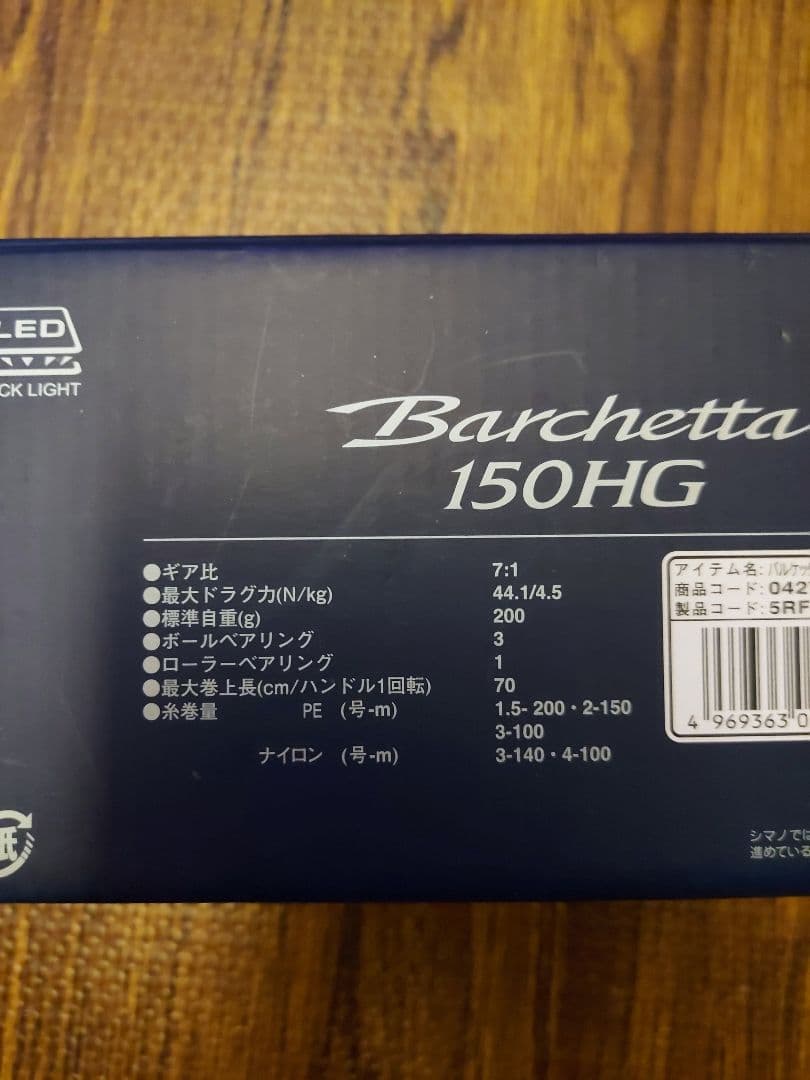 LED
CK LIGHT
Barchetta
150HG
●ギア比 7:1
●最大ドラグ力(N/kg) 44.1/4.5
●標準自重(g) 200
●ボールベアリング 3
●ローラーベアリング 1
●最大巻上長(cm/ハンドル1回転) 70
●糸巻量 PE (号-m) 1.5- 200・2-150
3-100
ナイロン (号-m) 3-140・4-100
アイテム名: バルケッ
商品コード: 042
製品コード: 5RF
4 969363 0
紙
シマノでは
進めている